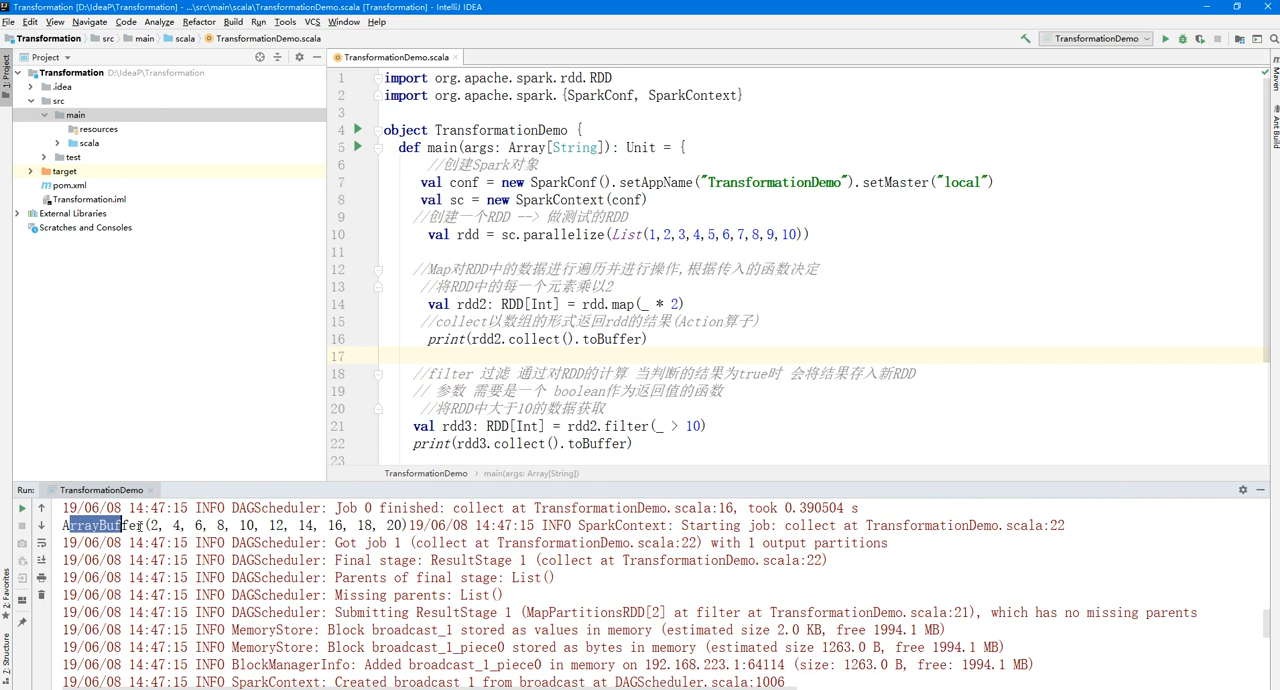 Transformation [D:\IdeaP\Transformation] - ...\src\main\scala\TransformationDemo.scala [Transformation] - IntelliJ IDEA
File Edit View Navigate Code Analyze Refactor Build Run Tools VCS Window Help
Transformation src main scala TransformationDemo.scala TransformationDemo
Project TransformationDemo.scala
Transformation D:\IdeaP\Transformation
.idea
src
main
resources
scala
test
target
pom.xml
Transformation.iml
External Libraries
Scratches and Consoles
1: Project
Maven
Ant Build
1 import org.apache.spark.rdd.RDD
2 import org.apache.spark.{SparkConf, SparkContext}
3
4 object TransformationDemo {
5 def main(args: Array[String]): Unit = {
6 //创建Spark对象
7 val conf = new SparkConf().setAppName("TransformationDemo").setMaster("local")
8 val sc = new SparkContext(conf)
9 //创建一个RDD --> 做测试的RDD
10 val rdd = sc.parallelize(List(1,2,3,4,5,6,7,8,9,10))
11
12 //Map对RDD中的数据进行遍历并进行操作,根据传入的函数决定
13 //将RDD中的每一个元素乘以2
14 val rdd2: RDD[Int] = rdd.map(_ * 2)
15 //collect以数组的形式返回rdd的结果(Action算子)
16 print(rdd2.collect().toBuffer)
17
18 //filter 过滤 通过对RDD的计算 当判断的结果为true时 会将结果存入新RDD
19 // 参数 需要是一个 boolean作为返回值的函数
20 //将RDD中大于10的数据获取
21 val rdd3: RDD[Int] = rdd2.filter(_ > 10)
22 print(rdd3.collect().toBuffer)
23
TransformationDemo main(args: Array[String])
Run: TransformationDemo
19/06/08 14:47:15 INFO DAGScheduler: Job 0 finished: collect at TransformationDemo.scala:16, took 0.390504 s
ArrayBuffer(2, 4, 6, 8, 10, 12, 14, 16, 18, 20)19/06/08 14:47:15 INFO SparkContext: Starting job: collect at TransformationDemo.scala:22
19/06/08 14:47:15 INFO DAGScheduler: Got job 1 (collect at TransformationDemo.scala:22) with 1 output partitions
19/06/08 14:47:15 INFO DAGScheduler: Final stage: ResultStage 1 (collect at TransformationDemo.scala:22)
19/06/08 14:47:15 INFO DAGScheduler: Parents of final stage: List()
19/06/08 14:47:15 INFO DAGScheduler: Missing parents: List()
19/06/08 14:47:15 INFO DAGScheduler: Submitting ResultStage 1 (MapPartitionsRDD[2] at filter at TransformationDemo.scala:21), which has no missing parents
19/06/08 14:47:15 INFO MemoryStore: Block broadcast_1 stored as values in memory (estimated size 2.0 KB, free 1994.1 MB)
19/06/08 14:47:15 INFO MemoryStore: Block broadcast_1_piece0 stored as bytes in memory (estimated size 1263.0 B, free 1994.1 MB)
19/06/08 14:47:15 INFO BlockManagerInfo: Added broadcast_1_piece0 in memory on 192.168.223.1:64114 (size: 1263.0 B, free: 1994.1 MB)
19/06/08 14:47:15 INFO SparkContext: Created broadcast 1 from broadcast at DAGScheduler.scala:1006
2: Favorites
Z: Structure